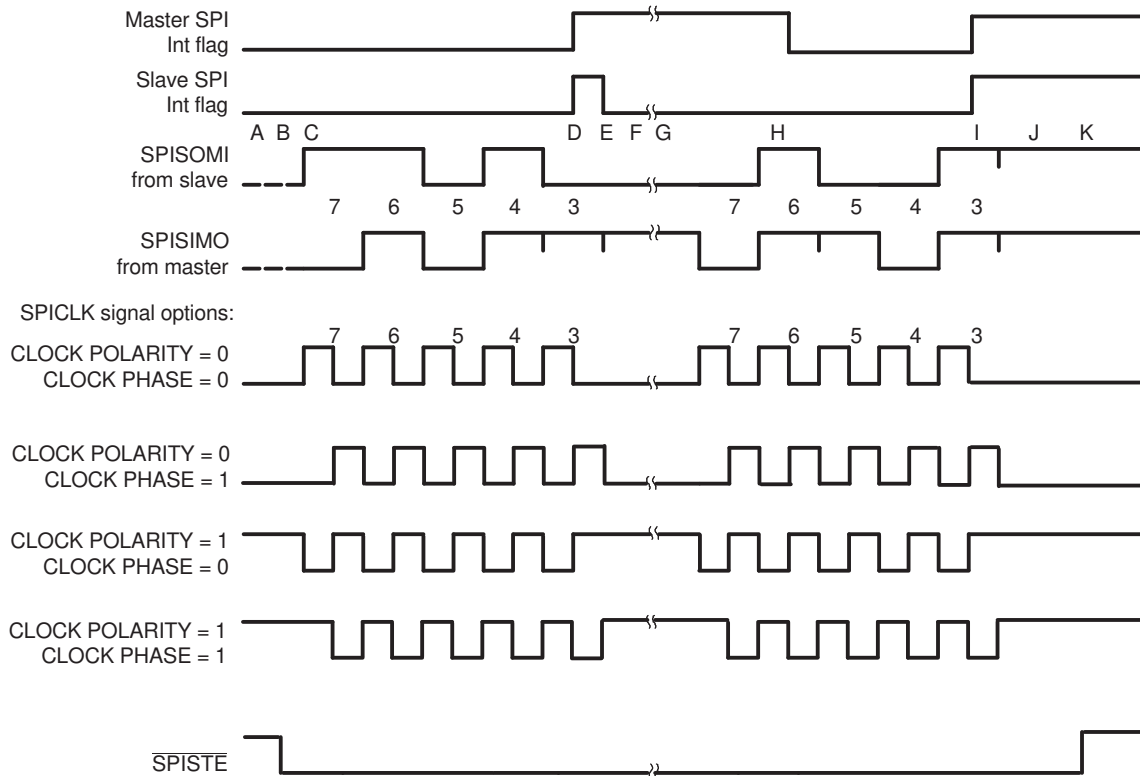 Master SPI
Int flag
Slave SPI
Int flag
A B C D E F G H I J K
SPISOMI
from slave
7 6 5 4 3 7 6 5 4 3
SPISIMO
from master
SPICLK signal options:
7 6 5 4 3 7 6 5 4 3
CLOCK POLARITY = 0
CLOCK PHASE = 0
CLOCK POLARITY = 0
CLOCK PHASE = 1
CLOCK POLARITY = 1
CLOCK PHASE = 0
CLOCK POLARITY = 1
CLOCK PHASE = 1
SPISTE